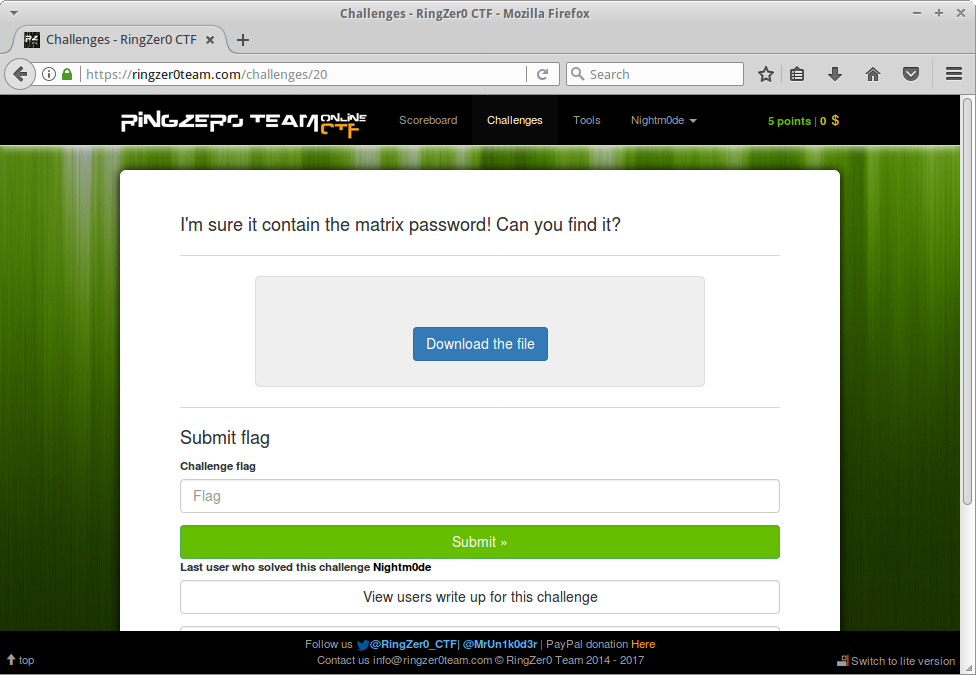 Challenges - RingZer0 CTF - Mozilla Firefox
Challenges - RingZer0 CTF
https://ringzer0team.com/challenges/20
Search
RiNGZER0 TEAM ONLINE CTF
Scoreboard
Challenges
Tools
Nightm0de
5 points | 0 $
I'm sure it contain the matrix password! Can you find it?
Download the file
Submit flag
Challenge flag
Flag
Submit »
Last user who solved this challenge Nightm0de
View users write up for this challenge
Follow us @RingZer0_CTF| @MrUn1k0d3r | PayPal donation Here
top
Contact us info@ringzer0team.com © RingZer0 Team 2014 - 2017
Switch to lite version